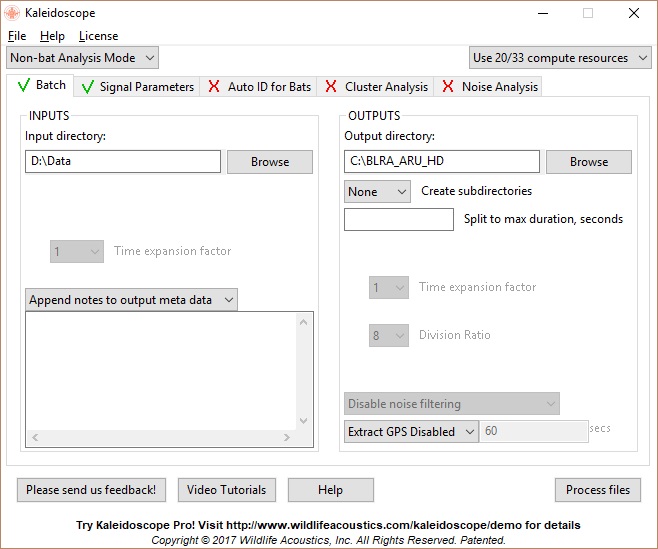 Kaleidoscope
File Help License
Non-bat Analysis Mode
Use 20/33 compute resources
Batch
Signal Parameters
Auto ID for Bats
Cluster Analysis
Noise Analysis
INPUTS
Input directory:
D:\Data
Browse
1
Time expansion factor
Append notes to output meta data
OUTPUTS
Output directory:
C:\BLRA_ARU_HD
Browse
None
Create subdirectories
Split to max duration, seconds
1
Time expansion factor
8
Division Ratio
Disable noise filtering
Extract GPS Disabled
60
secs
Please send us feedback!
Video Tutorials
Help
Process files
Try Kaleidoscope Pro! Visit http://www.wildlifeacoustics.com/kaleidoscope/demo for details
Copyright © 2017 Wildlife Acoustics, Inc. All Rights Reserved. Patented.